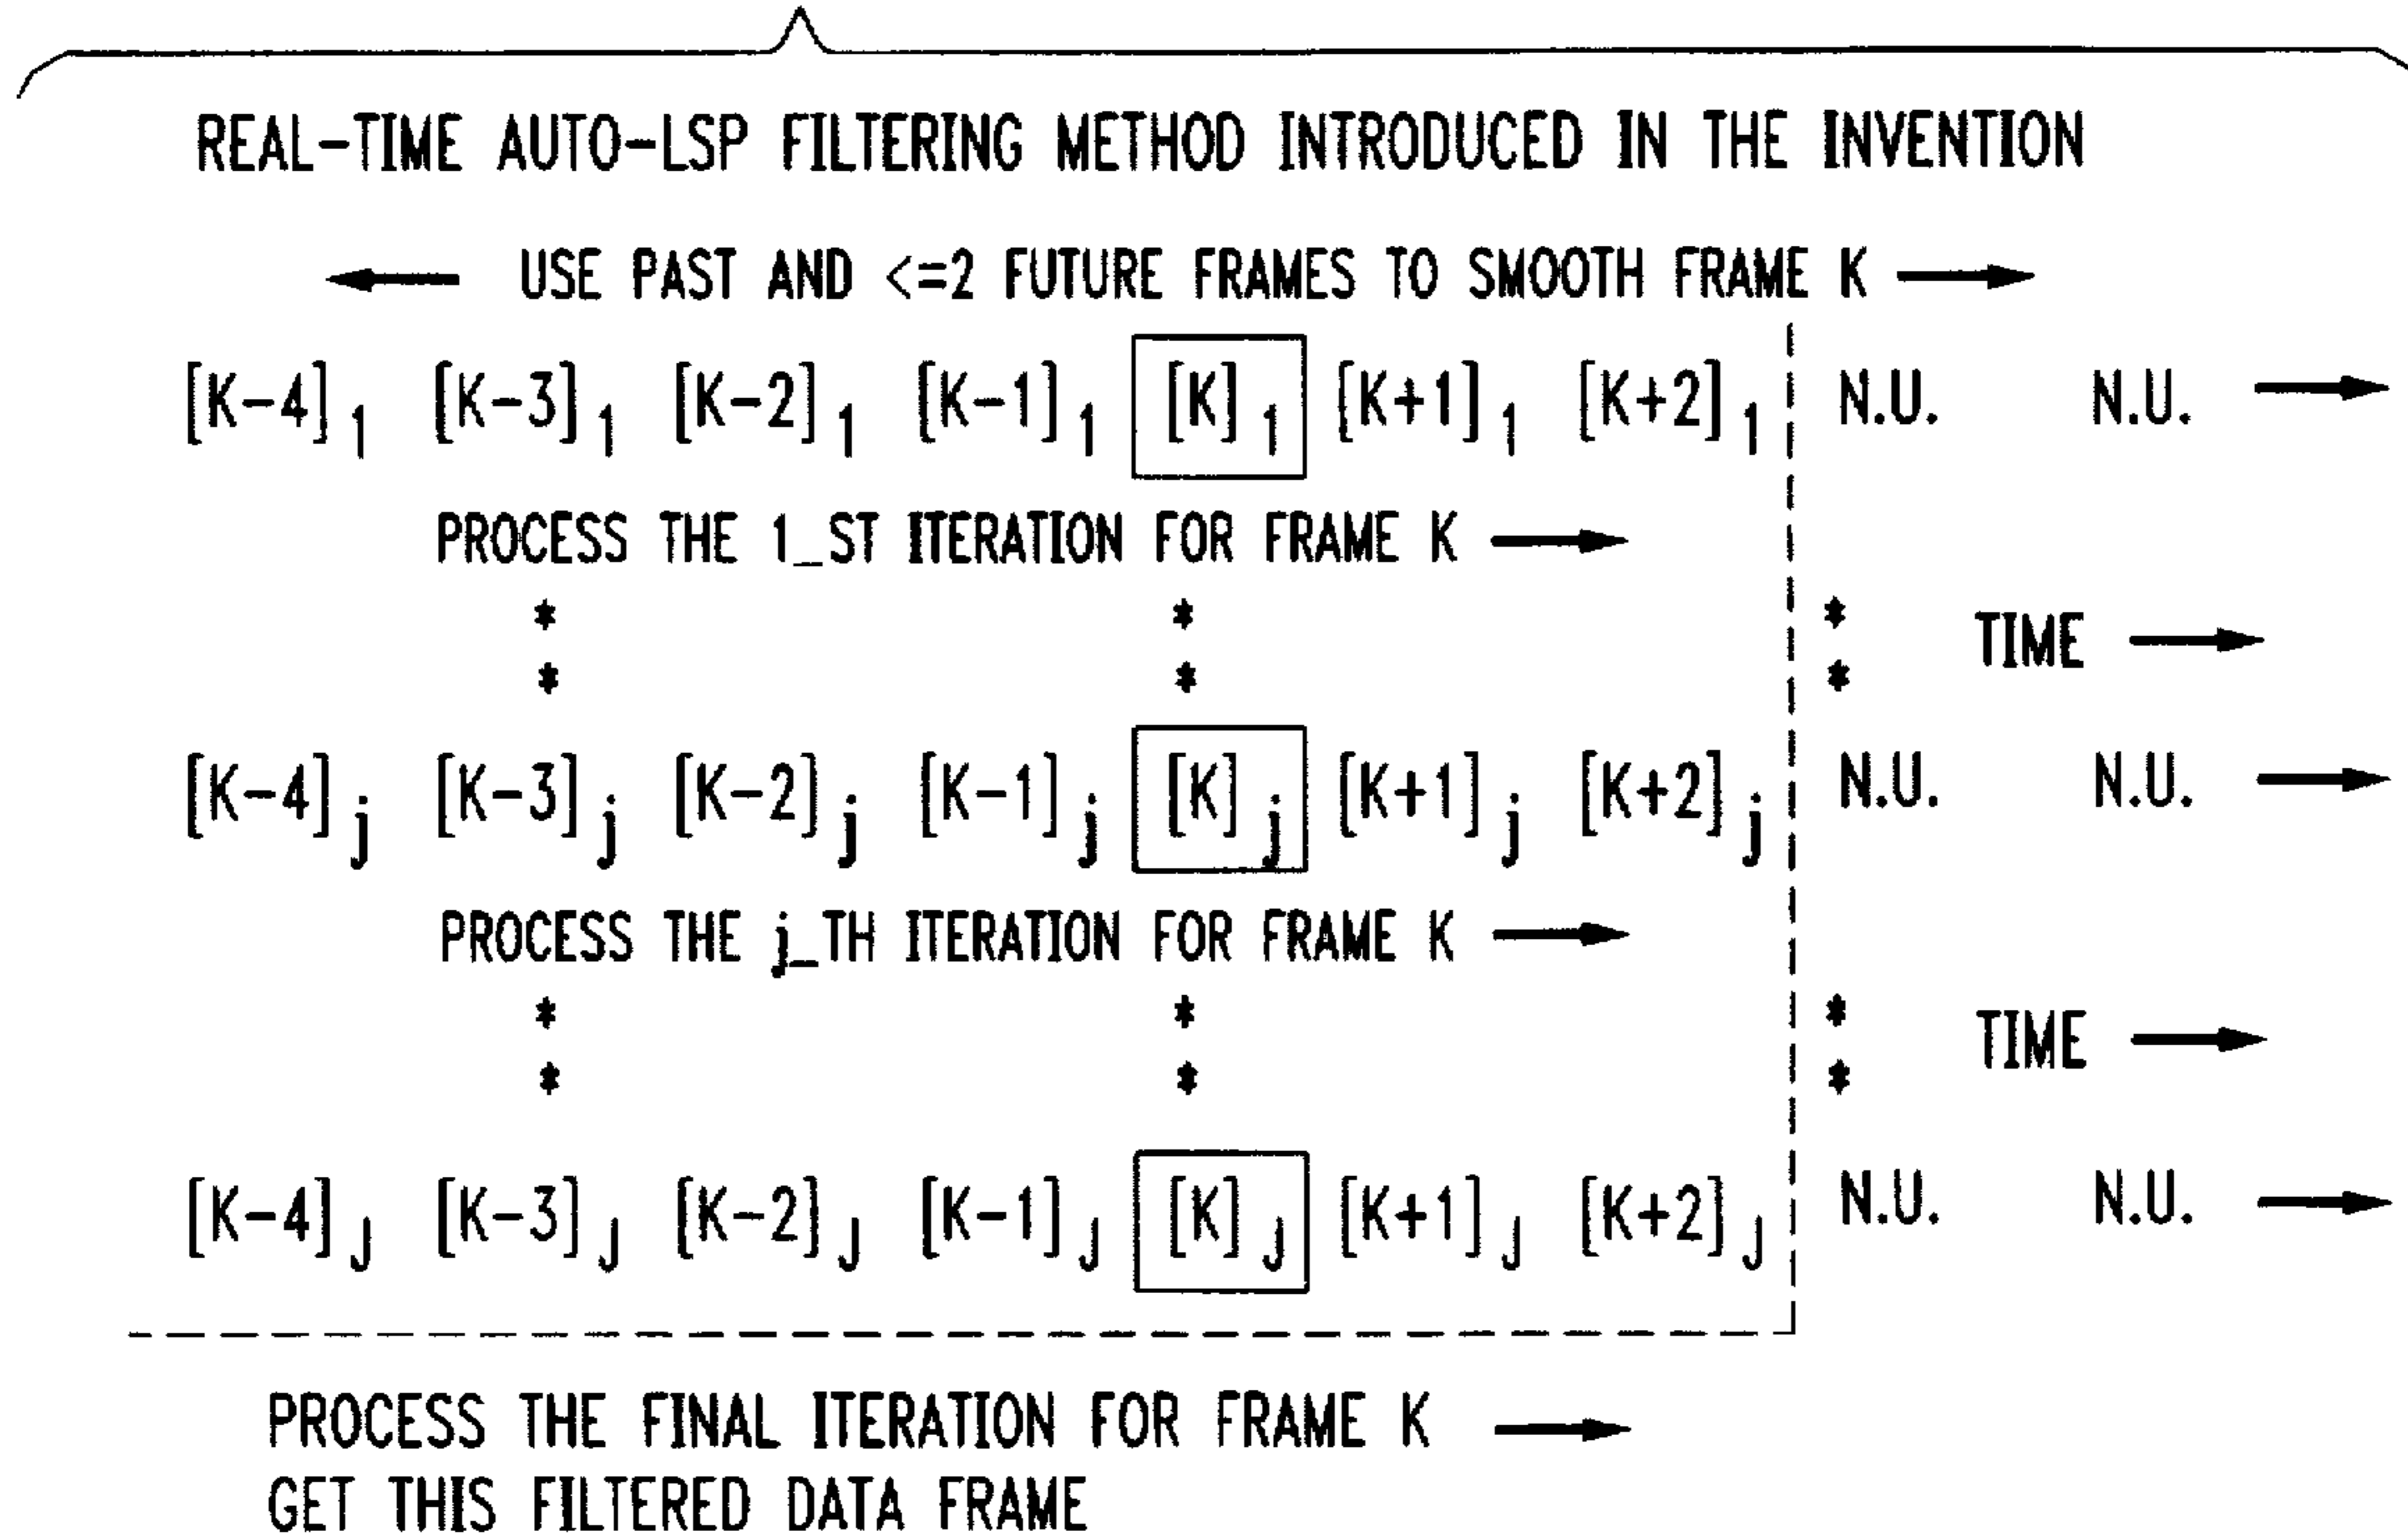 REAL-TIME AUTO-LSP FILTERING METHOD INTRODUCED IN THE INVENTION
← USE PAST AND <=2 FUTURE FRAMES TO SMOOTH FRAME K →
[K-4]1 [K-3]1 [K-2]1 [K-1]1 [K]1 [K+1]1 [K+2]1 N.U. N.U. →
PROCESS THE 1_ST ITERATION FOR FRAME K →
* * *
TIME →
* * *
[K-4]j [K-3]j [K-2]j [K-1]j [K]j [K+1]j [K+2]j N.U. N.U. →
PROCESS THE j_TH ITERATION FOR FRAME K →
* * *
TIME →
* * *
[K-4]J [K-3]J [K-2]J [K-1]J [K]J [K+1]J [K+2]J N.U. N.U. →
PROCESS THE FINAL ITERATION FOR FRAME K →
GET THIS FILTERED DATA FRAME